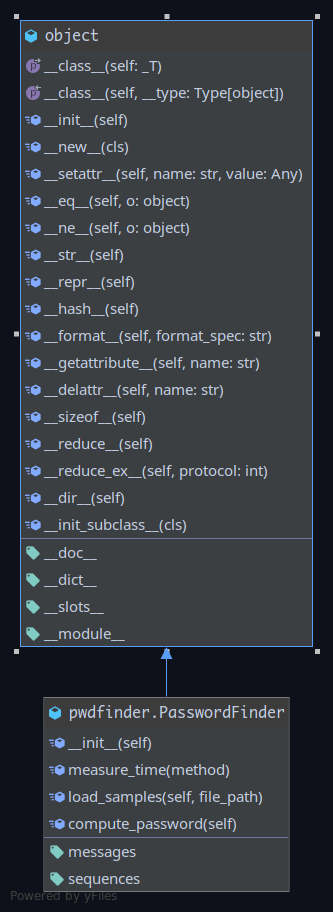 object
__class__(self: _T)
__class__(self, __type: Type[object])
__init__(self)
__new__(cls)
__setattr__(self, name: str, value: Any)
__eq__(self, o: object)
__ne__(self, o: object)
__str__(self)
__repr__(self)
__hash__(self)
__format__(self, format_spec: str)
__getattribute__(self, name: str)
__delattr__(self, name: str)
__sizeof__(self)
__reduce__(self)
__reduce_ex__(self, protocol: int)
__dir__(self)
__init_subclass__(cls)
__doc__
__dict__
__slots__
__module__
pwdfinder.PasswordFinder
__init__(self)
measure_time(method)
load_samples(self, file_path)
compute_password(self)
messages
sequences
Powered by yFiles